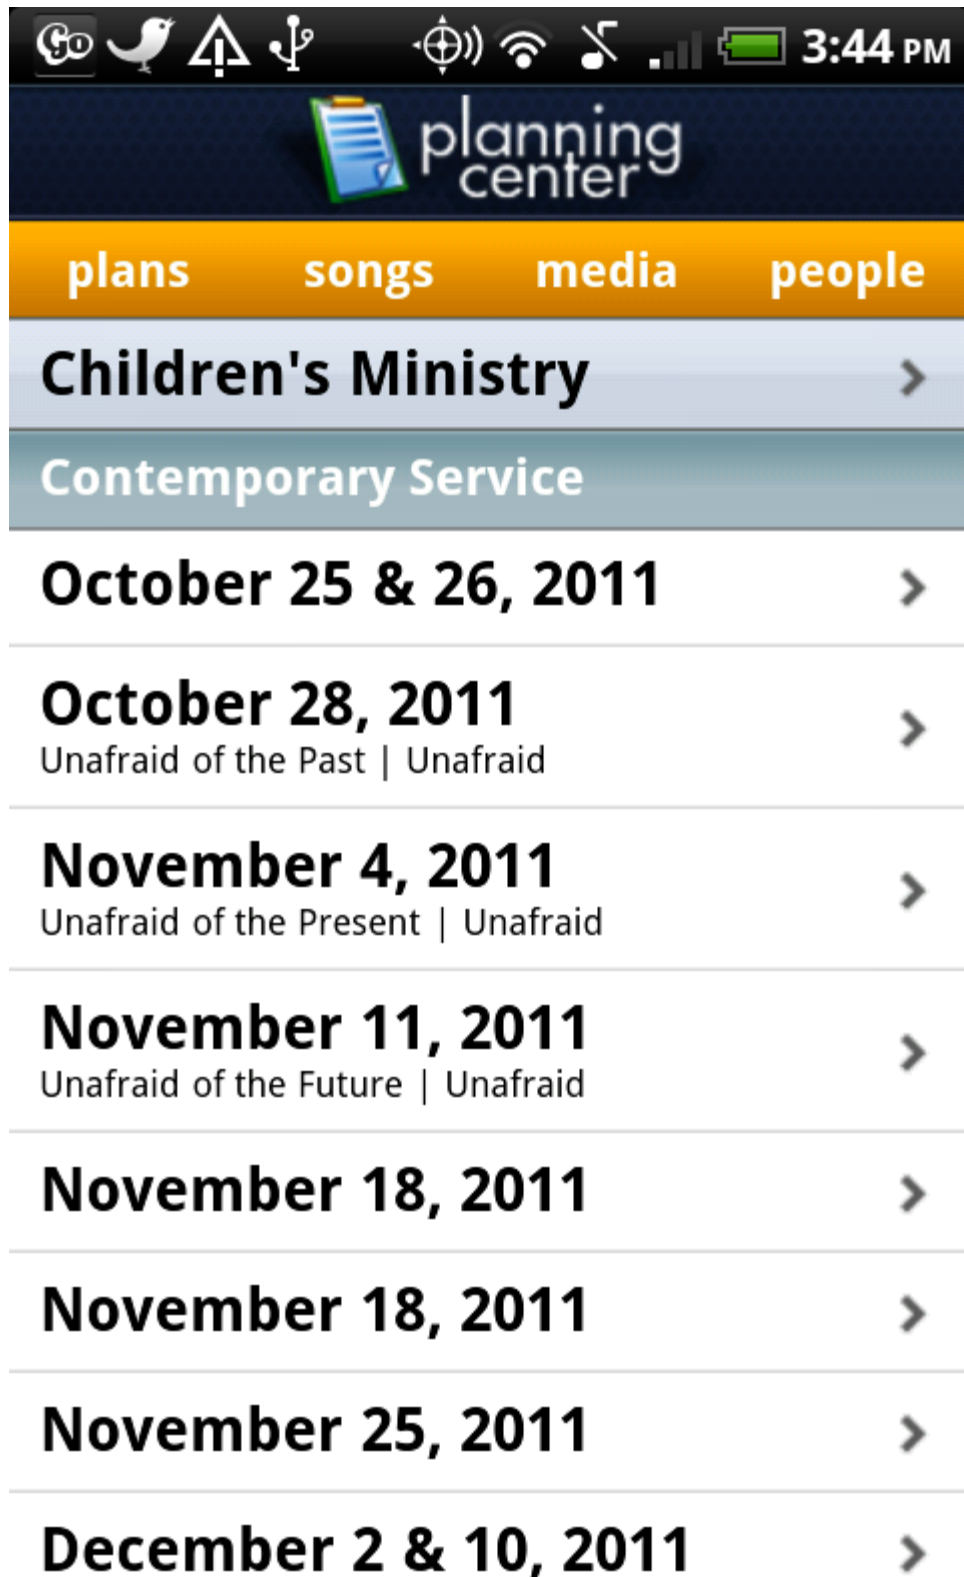 Go 3:44 PM
planning
center
plans songs media people
Children's Ministry
Contemporary Service
October 25 & 26, 2011
October 28, 2011
Unafraid of the Past | Unafraid
November 4, 2011
Unafraid of the Present | Unafraid
November 11, 2011
Unafraid of the Future | Unafraid
November 18, 2011
November 18, 2011
November 25, 2011
December 2 & 10, 2011